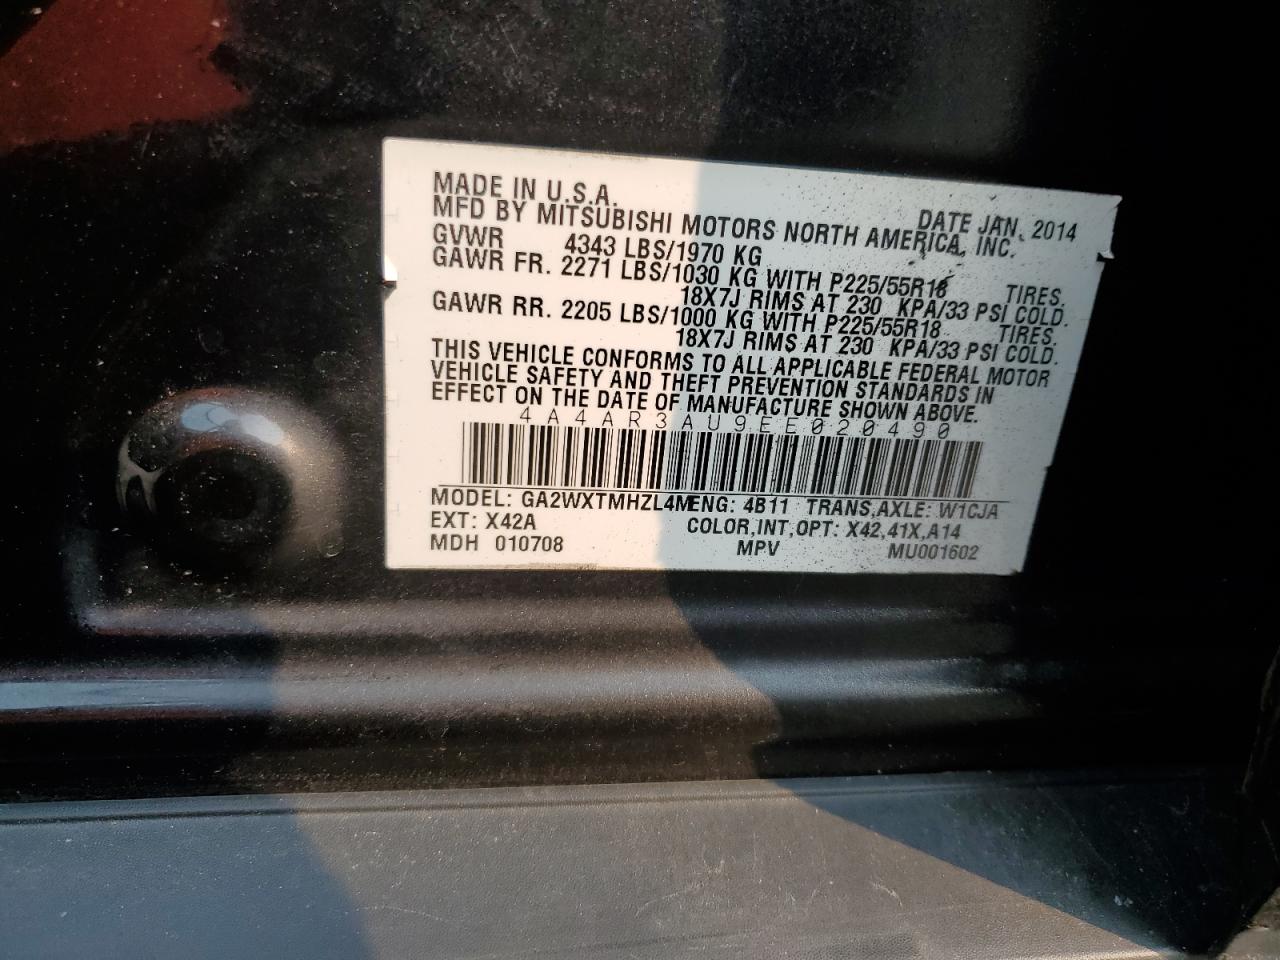 MADE IN U.S.A. DATE JAN, 2014
MFD BY MITSUBISHI MOTORS NORTH AMERICA, INC.
GVWR 4343 LBS/1970 KG
GAWR FR. 2271 LBS/1030 KG WITH P225/55R18 TIRES.
18X7J RIMS AT 230 KPA/33 PSI COLD.
GAWR RR. 2205 LBS/1000 KG WITH P225/55R18 TIRES.
18X7J RIMS AT 230 KPA/33 PSI COLD.
THIS VEHICLE CONFORMS TO ALL APPLICABLE FEDERAL MOTOR
VEHICLE SAFETY AND THEFT PREVENTION STANDARDS IN
EFFECT ON THE DATE OF MANUFACTURE SHOWN ABOVE.
4A4AR3AU9EE020490
MODEL: GA2WXTMHZL4M ENG: 4B11 TRANS,AXLE: W1CJA
EXT: X42A COLOR,INT,OPT: X42,41X,A14
MDH 010708 MPV MU001602